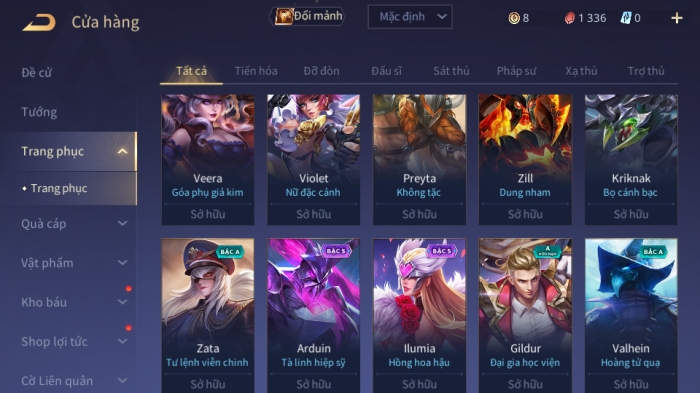 Cửa hàng
Đổi mảnh
Mặc định
8
1 336
0
Đề cử
Tướng
Trang phục
Trang phục
Quà cáp
Vật phẩm
Kho báu
Shop lợi tức
Cờ Liên quân
Tất cả
Tiến hóa
Đỡ đòn
Đấu sĩ
Sát thủ
Pháp sư
Xạ thủ
Trợ thủ
Veera
Góa phụ giả kim
Sở hữu
Violet
Nữ đặc cảnh
Sở hữu
Preyta
Không tặc
Sở hữu
Zill
Dung nham
Sở hữu
Kriknak
Bọ cánh bạc
Sở hữu
BẬC A
Zata
Tư lệnh viễn chinh
Sở hữu
BẬC S
Arduin
Tà linh hiệp sỹ
Sở hữu
BẬC S
Ilumia
Hồng hoa hậu
Sở hữu
A
HỮU HẠN
Gildur
Đại gia học viện
Sở hữu
BẬC A
Valhein
Hoàng tử quạ
Sở hữu